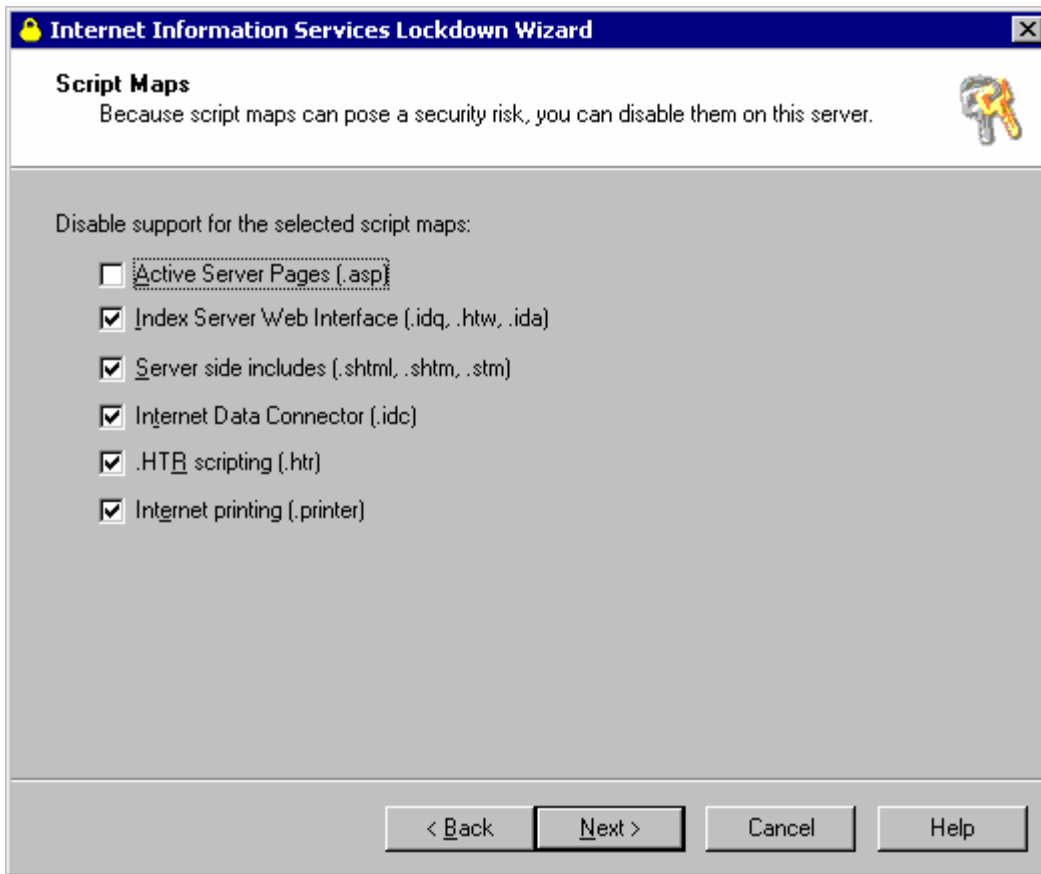 Internet Information Services Lockdown Wizard
Script Maps
Because script maps can pose a security risk, you can disable them on this server.
Disable support for the selected script maps:
Active Server Pages (.asp)
Index Server Web Interface (.idq, .htw, .ida)
Server side includes (.shtml, .shtm, .stm)
Internet Data Connector (.idc)
.HTR scripting (.htr)
Internet printing (.printer)
< Back Next > Cancel Help